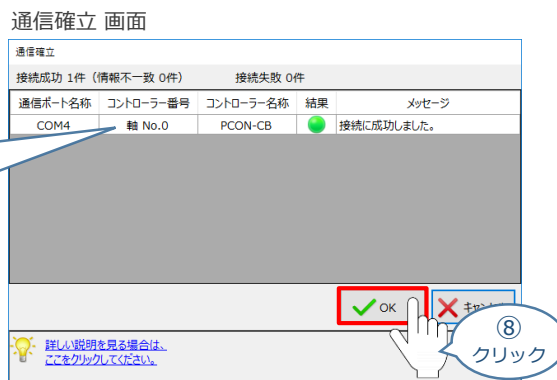 通信確立 画面
通信確立
接続成功 1件（情報不一致 0件） 接続失敗 0件
通信ポート名称 コントローラー番号 コントローラー名称 結果 メッセージ
COM4 軸 No.0 PCON-CB 接続に成功しました。
OK
⑧
クリック
詳しい説明を見る場合は、
ここをクリックしてください。